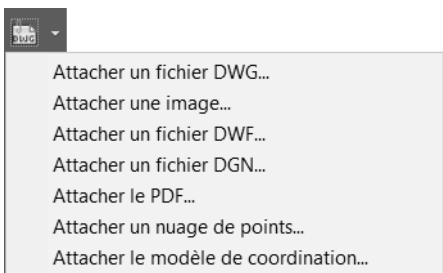 DWG
Attacher un fichier DWG...
Attacher une image...
Attacher un fichier DWF...
Attacher un fichier DGN...
Attacher le PDF...
Attacher un nuage de points...
Attacher le modèle de coordination...